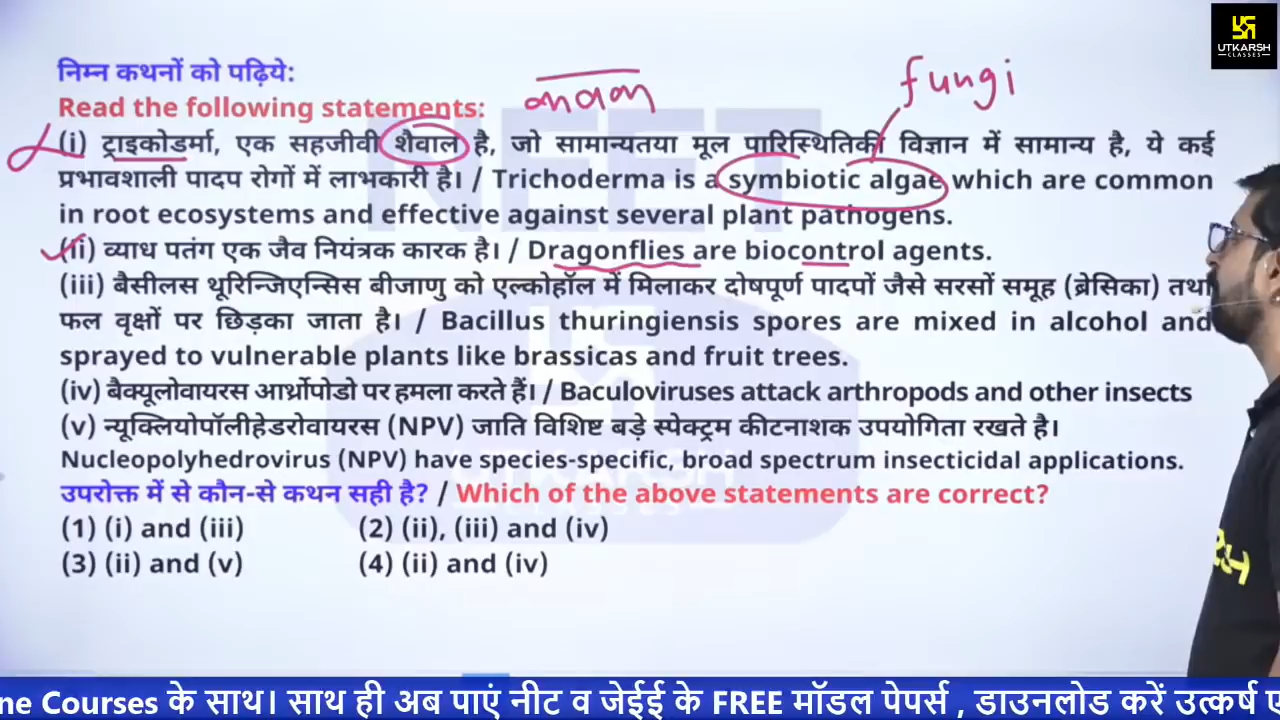 UTKARSH
CLASSES
निम्न कथनों को पढ़िये:
Read the following statements:
कवक
fungi
(i) ट्राइकोडर्मा, एक सहजीवी शैवाल है, जो सामान्यतया मूल पारिस्थितिकी विज्ञान में सामान्य है, ये कई
प्रभावशाली पादप रोगों में लाभकारी है। / Trichoderma is a symbiotic algae which are common
in root ecosystems and effective against several plant pathogens.
(ii) व्याध पतंग एक जैव नियंत्रक कारक है। / Dragonflies are biocontrol agents.
(iii) बैसीलस थूरिन्जिएन्सिस बीजाणु को एल्कोहॉल में मिलाकर दोषपूर्ण पादपों जैसे सरसों समूह (ब्रेसिका) तथा
फल वृक्षों पर छिड़का जाता है। / Bacillus thuringiensis spores are mixed in alcohol and
sprayed to vulnerable plants like brassicas and fruit trees.
(iv) बैक्यूलोवायरस आर्थ्रोपोडो पर हमला करते हैं। / Baculoviruses attack arthropods and other insects
(v) न्यूक्लियोपॉलीहेडरोवायरस (NPV) जाति विशिष्ट बड़े स्पेक्ट्रम कीटनाशक उपयोगिता रखते है।
Nucleopolyhedrovirus (NPV) have species-specific, broad spectrum insecticidal applications.
उपरोक्त में से कौन-से कथन सही है? / Which of the above statements are correct?
(1) (i) and (iii) (2) (ii), (iii) and (iv)
(3) (ii) and (v) (4) (ii) and (iv)
NEET
UTKARSH
CLASSES
ne Courses के साथ। साथ ही अब पाएं नीट व जेईई के FREE मॉडल पेपर्स , डाउनलोड करें उत्कर्ष ए